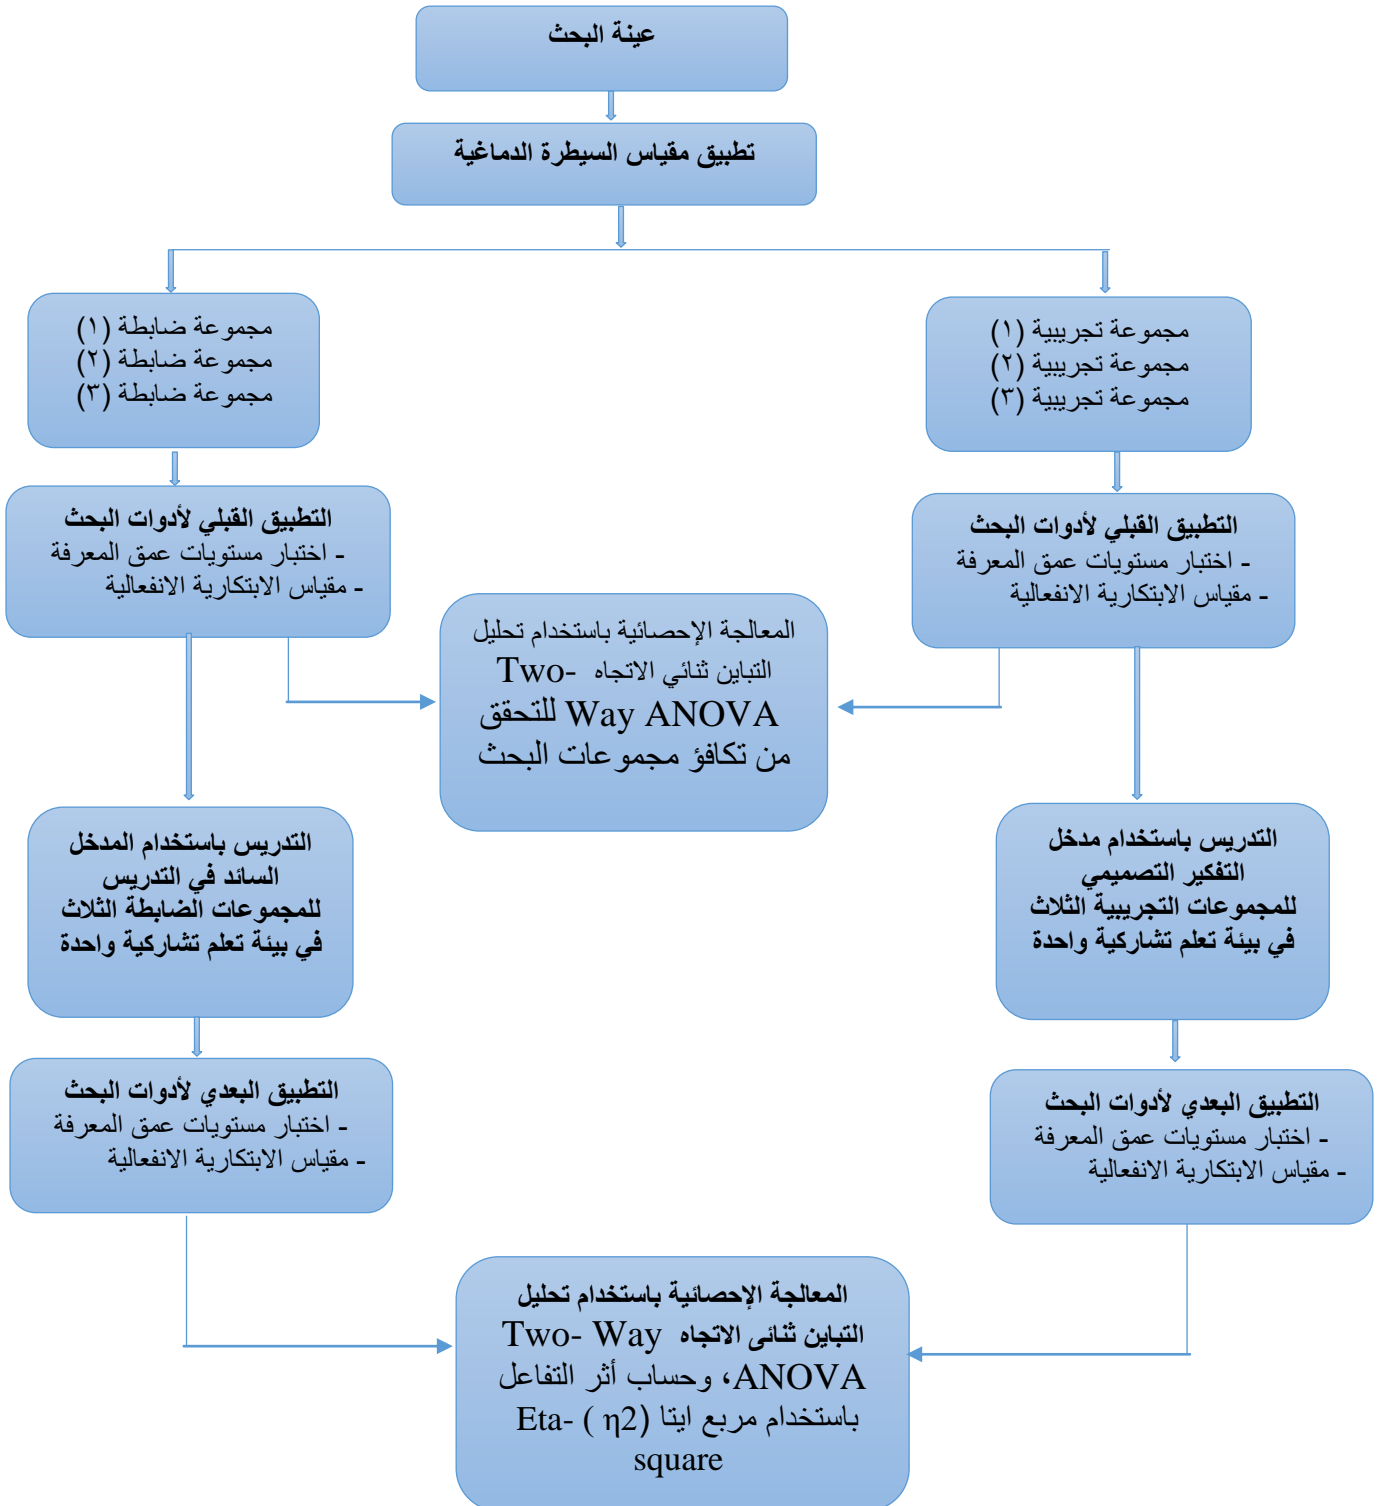 عينة البحث
تطبيق مقياس السيطرة الدماغية
مجموعة تجريبية (١)
مجموعة تجريبية (٢)
مجموعة تجريبية (٣)
مجموعة ضابطة (١)
مجموعة ضابطة (٢)
مجموعة ضابطة (٣)
التطبيق القبلي لأدوات البحث
- اختبار مستويات عمق المعرفة
- مقياس الابتكارية الانفعالية
التطبيق القبلي لأدوات البحث
- اختبار مستويات عمق المعرفة
- مقياس الابتكارية الانفعالية
المعالجة الإحصائية باستخدام تحليل
التباين ثنائي الاتجاه Two-
Way ANOVA للتحقق
من تكافؤ مجموعات البحث
التدريس باستخدام مدخل
التفكير التصميمي
للمجموعات التجريبية الثلاث
في بيئة تعلم تشاركية واحدة
التدريس باستخدام المدخل
السائد في التدريس
للمجموعات الضابطة الثلاث
في بيئة تعلم تشاركية واحدة
التطبيق البعدي لأدوات البحث
- اختبار مستويات عمق المعرفة
- مقياس الابتكارية الانفعالية
التطبيق البعدي لأدوات البحث
- اختبار مستويات عمق المعرفة
- مقياس الابتكارية الانفعالية
المعالجة الإحصائية باستخدام تحليل
التباين ثنائى الاتجاه Two- Way
ANOVA، وحساب أثر التفاعل
باستخدام مربع ايتا (η2 ) Eta-
square